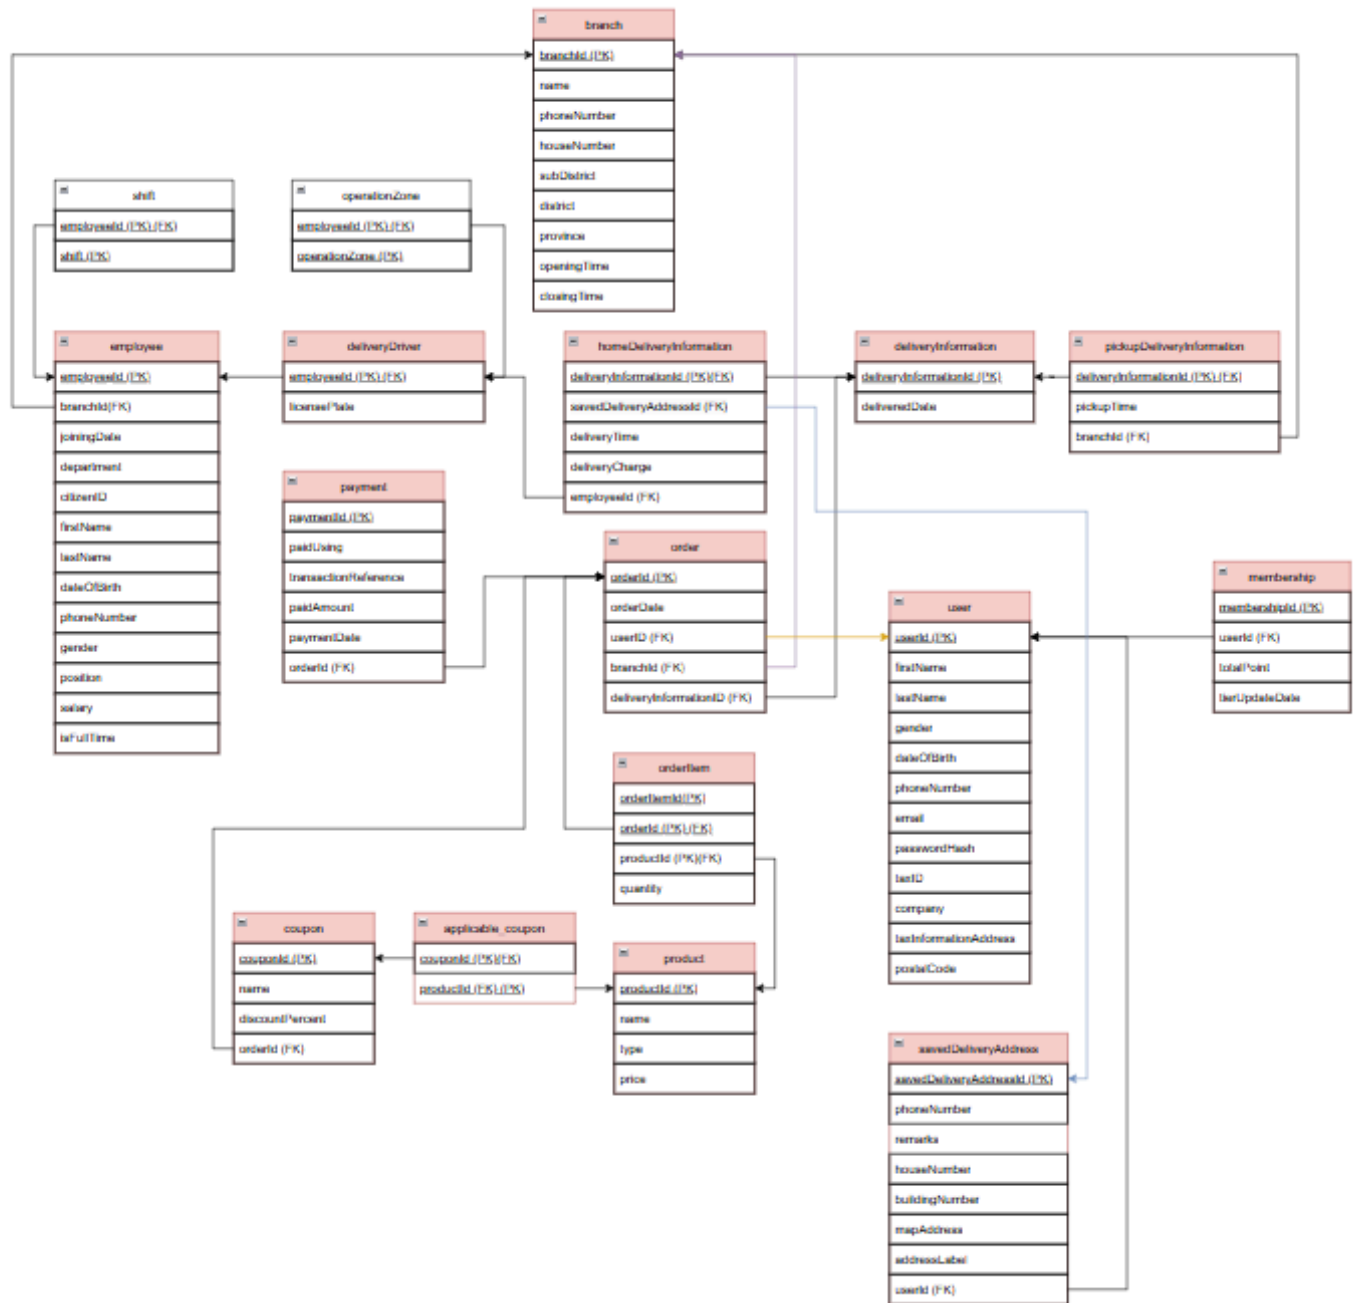 branch
branchId (PK)
name
phoneNumber
houseNumber
subDistrict
district
province
openingTime
closingTime
shift
employeeId (PK) (FK)
shift (PK)
operationZone
employeeId (PK) (FK)
operationZone (PK)
employee
employeeId (PK)
branchId(FK)
joiningDate
department
citizenID
firstName
lastName
dateOfBirth
phoneNumber
gender
position
salary
isFullTime
deliveryDriver
employeeId (PK) (FK)
licensePlate
homeDeliveryInformation
deliveryInformationId (PK)(FK)
savedDeliveryAddressId (FK)
deliveryTime
deliveryCharge
employeeId (FK)
deliveryInformation
deliveryInformationId (PK)
deliveredDate
pickupDeliveryInformation
deliveryInformationId (PK) (FK)
pickupTime
branchId (FK)
payment
paymentId (PK)
paidUsing
transactionReference
paidAmount
paymentDate
orderId (FK)
order
orderId (PK)
orderDate
userID (FK)
branchId (FK)
deliveryInformationID (FK)
user
userId (PK)
firstName
lastName
gender
dateOfBirth
phoneNumber
email
passwordHash
taxID
company
taxInformationAddress
postalCode
membership
membershipId (PK)
userId (FK)
totalPoint
tierUpdateDate
orderItem
orderItemId(PK)
orderId (PK) (FK)
productId (PK)(FK)
quantity
coupon
couponId (PK)
name
discountPercent
orderId (FK)
applicable_coupon
couponId (PK)(FK)
productId (FK) (PK)
product
productId (PK)
name
type
price
savedDeliveryAddress
savedDeliveryAddressId (PK)
phoneNumber
remarks
houseNumber
buildingNumber
mapAddress
addressLabel
userId (FK)